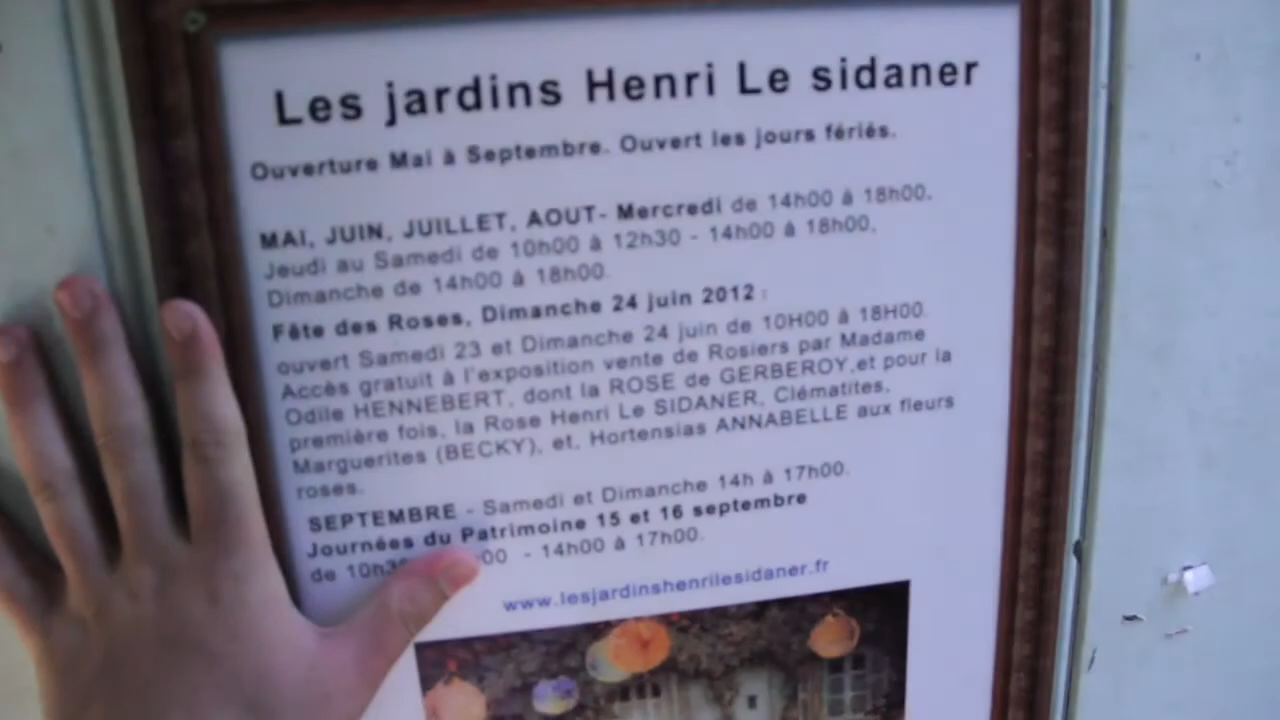 Les jardins Henri Le sidaner
Ouverture Mai à Septembre. Ouvert les jours fériés.
MAI, JUIN, JUILLET, AOUT- Mercredi de 14h00 à 18h00.
Jeudi au Samedi de 10h00 à 12h30 - 14h00 à 18h00.
Dimanche de 14h00 à 18h00.
Fête des Roses, Dimanche 24 juin 2012 :
ouvert Samedi 23 et Dimanche 24 juin de 10H00 à 18H00.
Accès gratuit à l'exposition vente de Rosiers par Madame
Odile HENNEBERT, dont la ROSE de GERBEROY,et pour la
première fois, la Rose Henri Le SIDANER, Clématites,
Marguerites (BECKY), et, Hortensias ANNABELLE aux fleurs
roses.
SEPTEMBRE - Samedi et Dimanche 14h à 17h00.
Journées du Patrimoine 15 et 16 septembre
de - 14h00 à 17h00.
www.lesjardinshenrilesidaner.fr